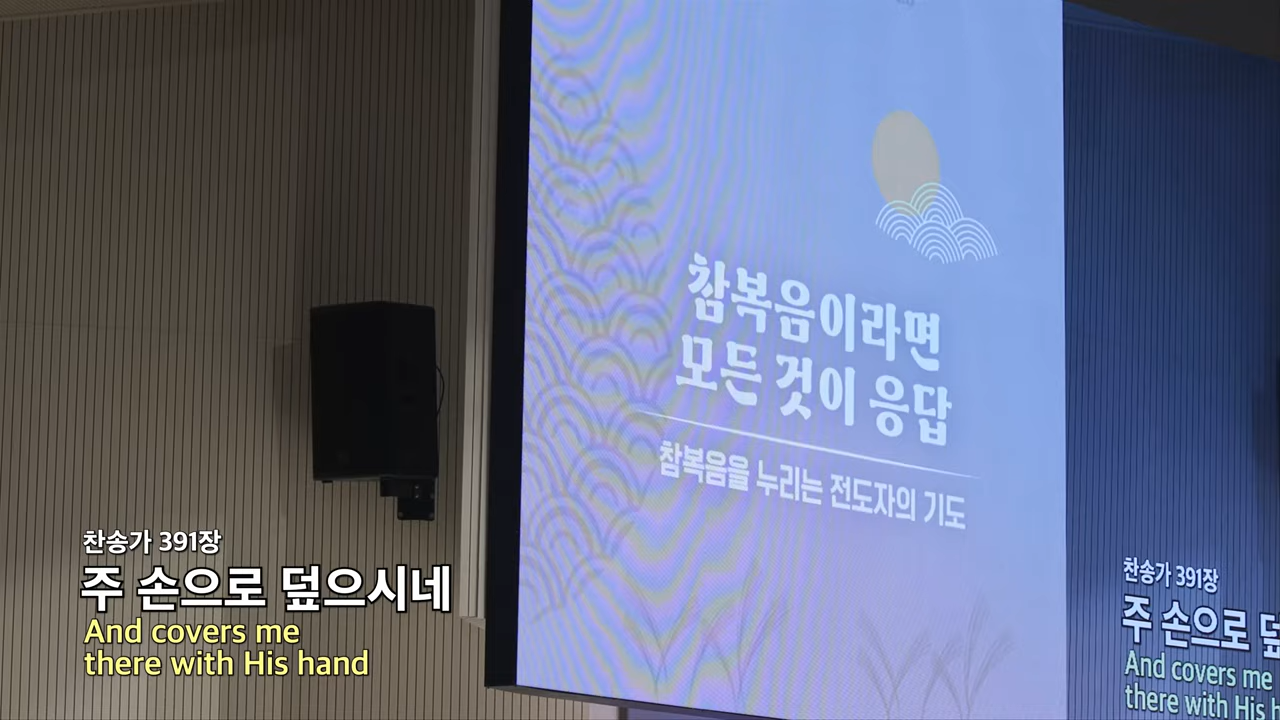 참복음이라면
모든 것이 응답
참복음을 누리는 전도자의 기도
찬송가 391장
주 손으로 덮으시네
And covers me
there with His hand
찬송가 391장
주 손으로
And covers me
there with His